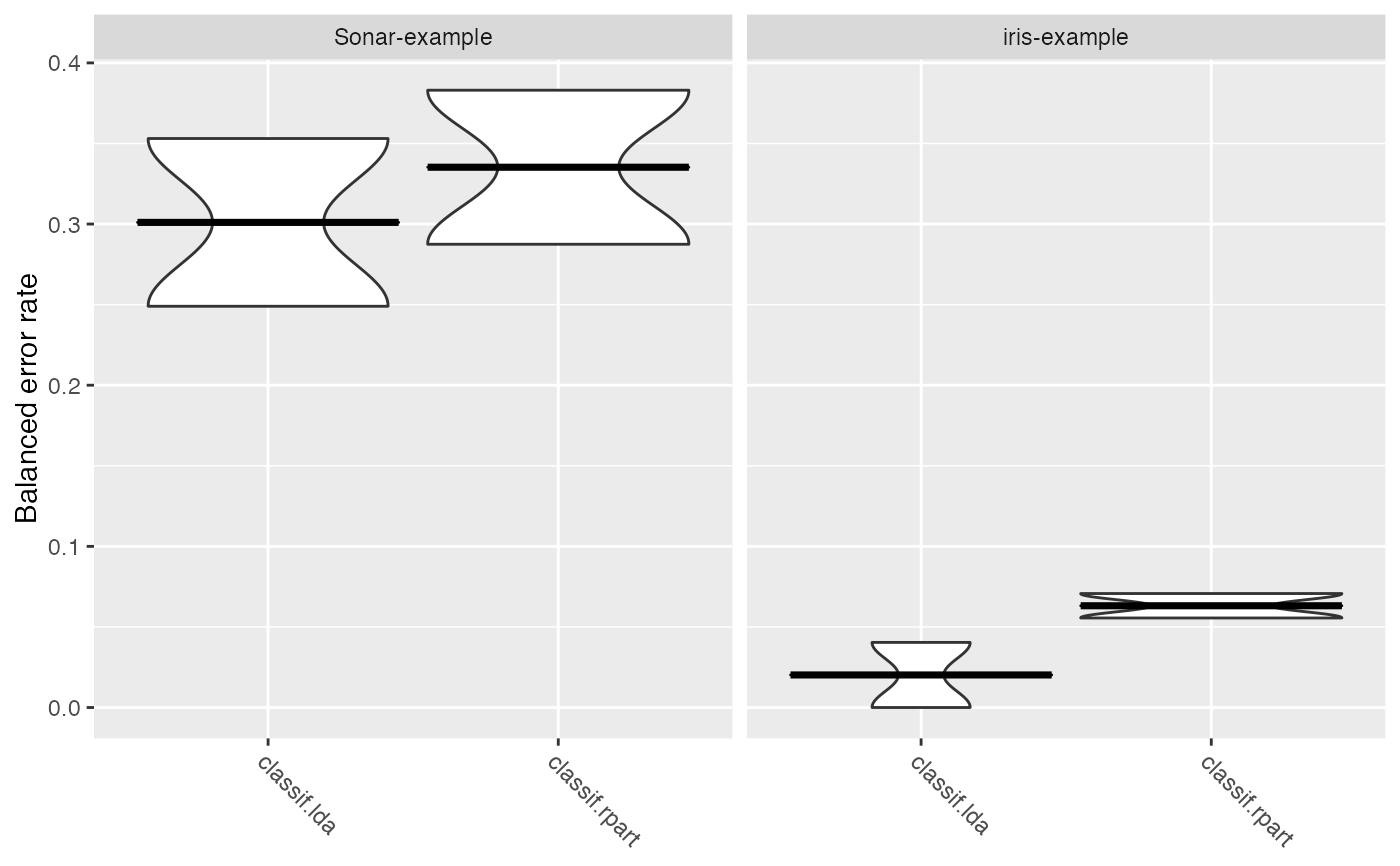 Sonar-example
iris-example
Balanced error rate
0.4
0.3
0.2
0.1
0.0
classif.lda
classif.rpart
classif.lda
classif.rpart